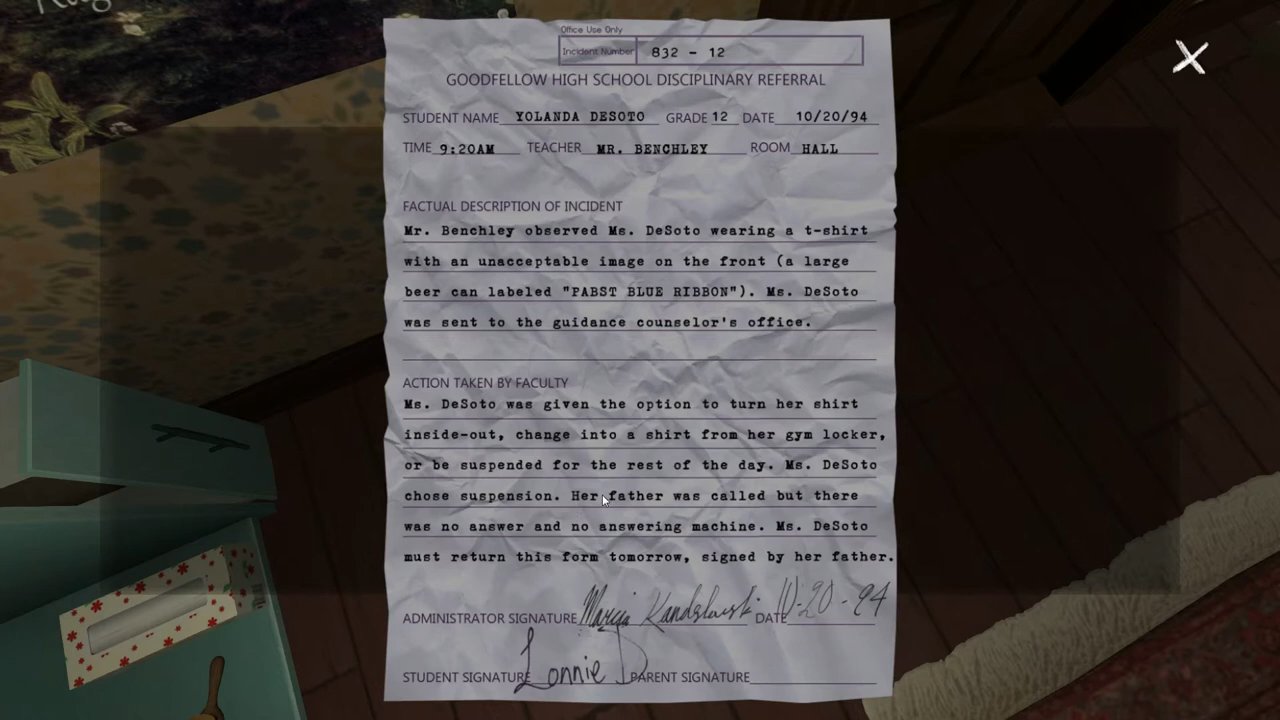 Office Use Only
Incident Number 832 - 12
GOODFELLOW HIGH SCHOOL DISCIPLINARY REFERRAL
STUDENT NAME YOLANDA DESOTO GRADE 12 DATE 10/20/94
TIME 9:20AM TEACHER MR. BENCHLEY ROOM HALL
FACTUAL DESCRIPTION OF INCIDENT
Mr. Benchley observed Ms. DeSoto wearing a t-shirt
with an unacceptable image on the front (a large
beer can labeled "PABST BLUE RIBBON"). Ms. DeSoto
was sent to the guidance counselor's office.
ACTION TAKEN BY FACULTY
Ms. DeSoto was given the option to turn her shirt
inside-out, change into a shirt from her gym locker,
or be suspended for the rest of the day. Ms. DeSoto
chose suspension. Her father was called but there
was no answer and no answering machine. Ms. DeSoto
must return this form tomorrow, signed by her father.
ADMINISTRATOR SIGNATURE DATE 10-20-94
STUDENT SIGNATURE Lonnie D PARENT SIGNATURE